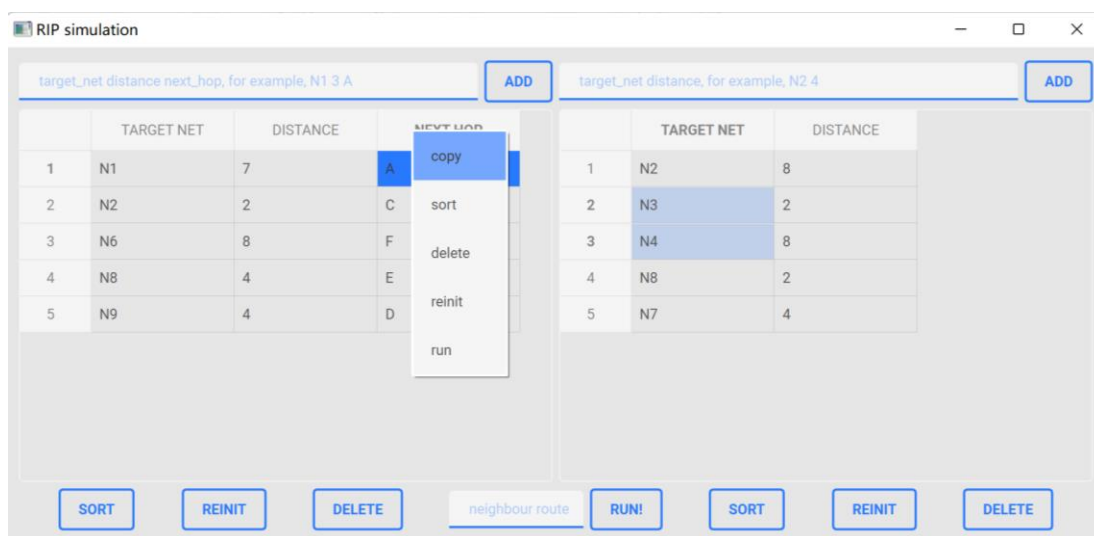 RIP simulation
target_net distance next_hop, for example, N1 3 A
ADD
target_net distance, for example, N2 4
ADD
TARGET NET DISTANCE NEXT HOP
1 N1 7 A
2 N2 2 C
3 N6 8 F
4 N8 4 E
5 N9 4 D
copy
sort
delete
reinit
run
TARGET NET DISTANCE
1 N2 8
2 N3 2
3 N4 8
4 N8 2
5 N7 4
SORT REINIT DELETE neighbour route RUN! SORT REINIT DELETE